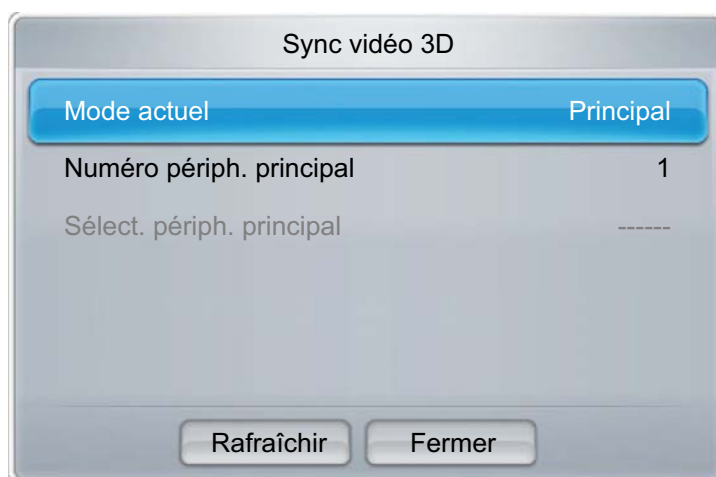 Sync vidéo 3D
Mode actuel Principal
Numéro périph. principal 1
Sélect. périph. principal ------
Rafraîchir Fermer